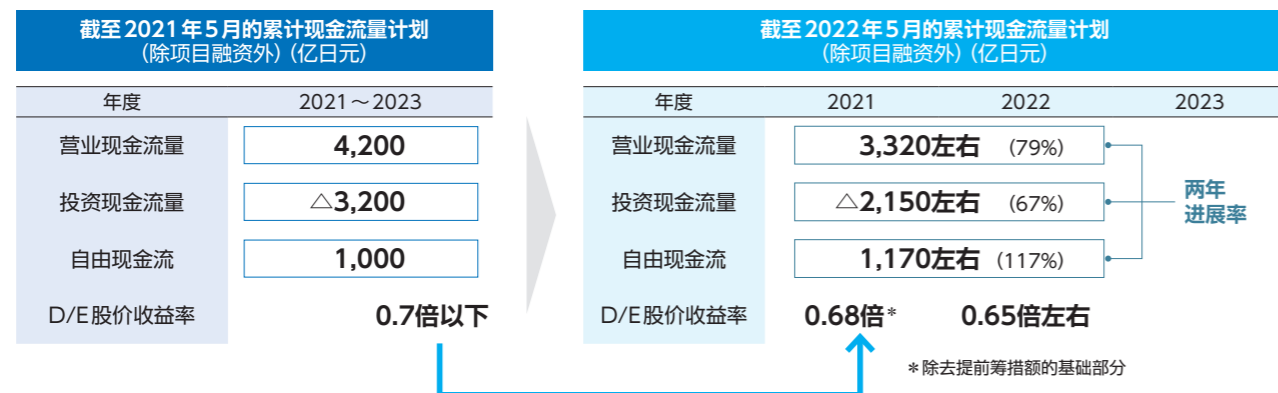 截至2021年5月的累计现金流量计划
(除项目融资外)(亿日元)
年度 2021～2023
营业现金流量 4,200
投资现金流量 △3,200
自由现金流 1,000
D/E股价收益率 0.7倍以下
截至2022年5月的累计现金流量计划
(除项目融资外)(亿日元)
年度 2021 2022 2023
营业现金流量 3,320左右 (79%)
投资现金流量 △2,150左右 (67%)
自由现金流 1,170左右 (117%)
两年
进展率
D/E股价收益率 0.68倍* 0.65倍左右
*除去提前筹措额的基础部分